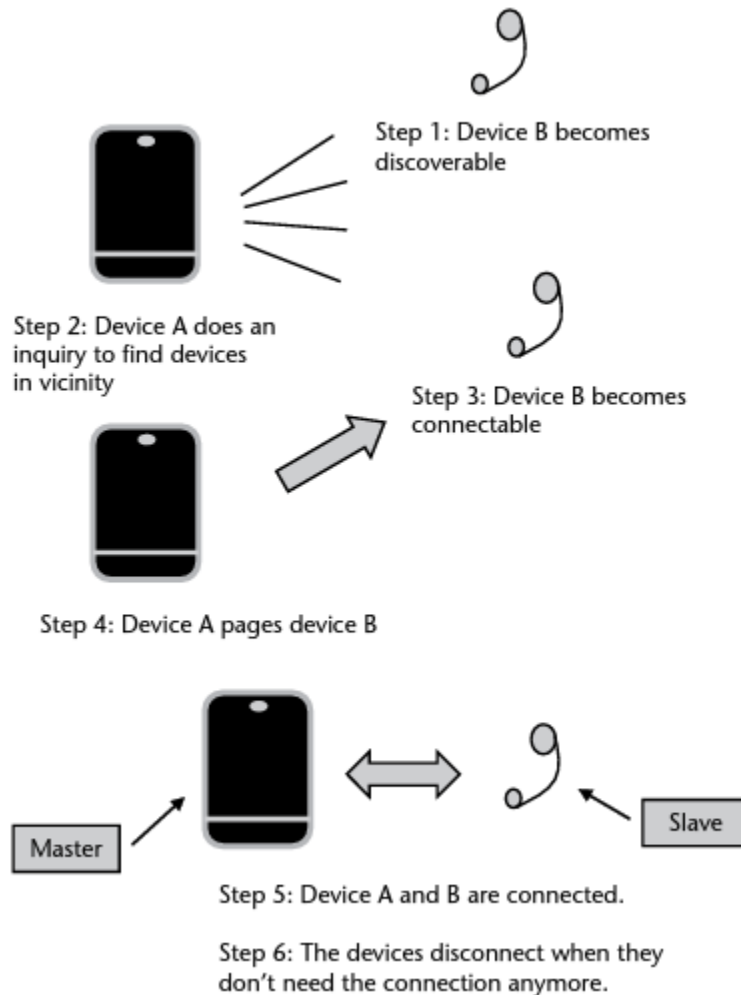 Step 1: Device B becomes
discoverable
Step 2: Device A does an
inquiry to find devices
in vicinity
Step 3: Device B becomes
connectable
Step 4: Device A pages device B
Master
Slave
Step 5: Device A and B are connected.
Step 6: The devices disconnect when they
don't need the connection anymore.